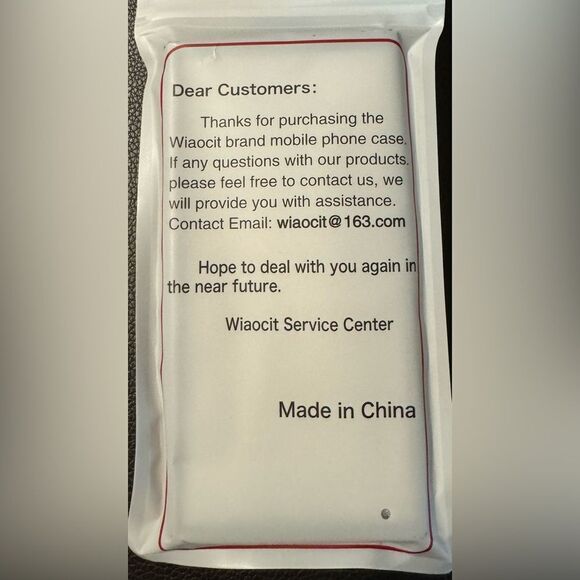 Dear Customers:
Thanks for purchasing the
Wiaocit brand mobile phone case.
If any questions with our products,
please feel free to contact us, we
will provide you with assistance.
Contact Email: wiaocit@163.com
Hope to deal with you again in
the near future.
Wiaocit Service Center
Made in China